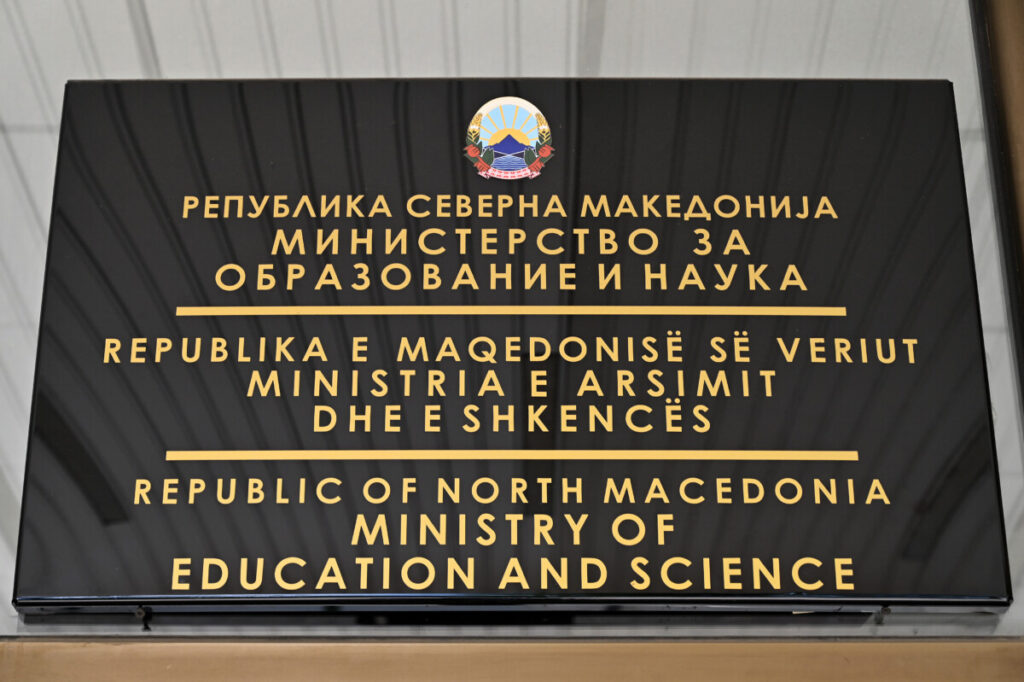 РЕПУБЛИКА СЕВЕРНА МАКЕДОНИЈА
МИНИСТЕРСТВО ЗА
ОБРАЗОВАНИЕ И НАУКА
REPUBLIKA E MAQEDONISË SË VERIUT
MINISTRIA E ARSIMIT
DHE E SHKENCËS
REPUBLIC OF NORTH MACEDONIA
MINISTRY OF
EDUCATION AND SCIENCE